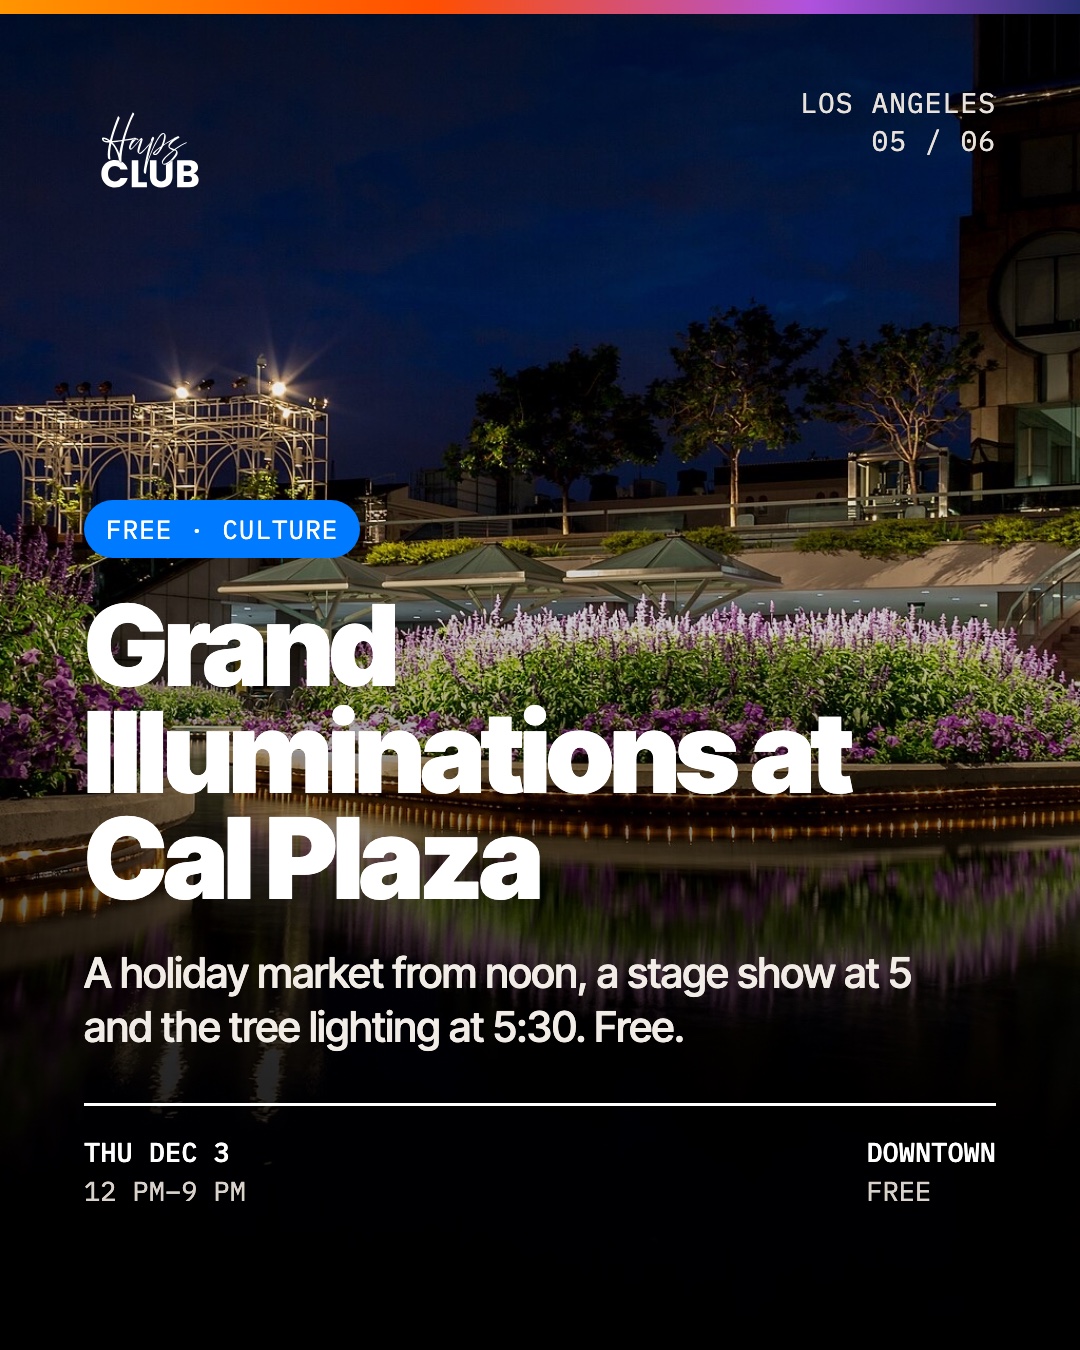 Haps
CLUB
LOS ANGELES
05 / 06
FREE · CULTURE
Grand
Illuminations at
Cal Plaza
A holiday market from noon, a stage show at 5
and the tree lighting at 5:30. Free.
THU DEC 3
12 PM–9 PM
DOWNTOWN
FREE